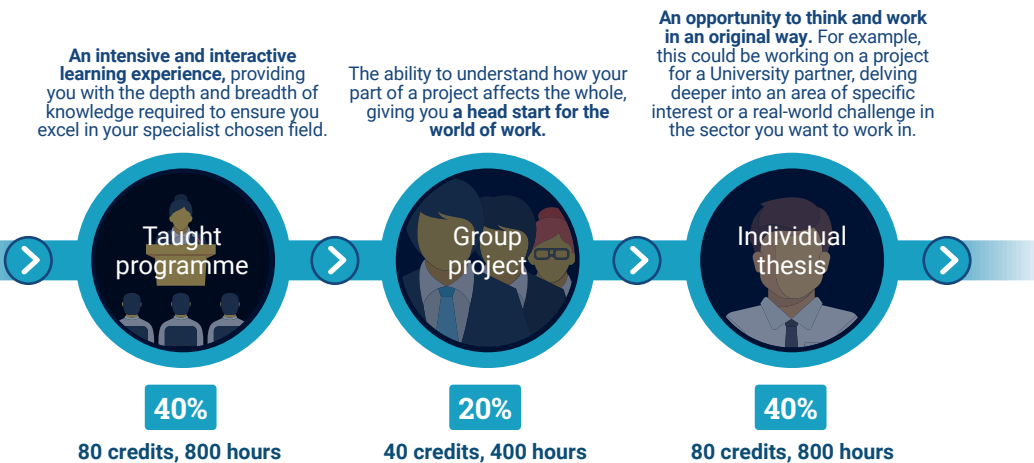 An intensive and interactive
learning experience, providing
you with the depth and breadth of
knowledge required to ensure you
excel in your specialist chosen field.
Taught
programme
40%
80 credits, 800 hours
The ability to understand how your
part of a project affects the whole,
giving you a head start for the
world of work.
Group
project
20%
40 credits, 400 hours
An opportunity to think and work
in an original way. For example,
this could be working on a project
for a University partner, delving
deeper into an area of specific
interest or a real-world challenge in
the sector you want to work in.
Individual
thesis
40%
80 credits, 800 hours